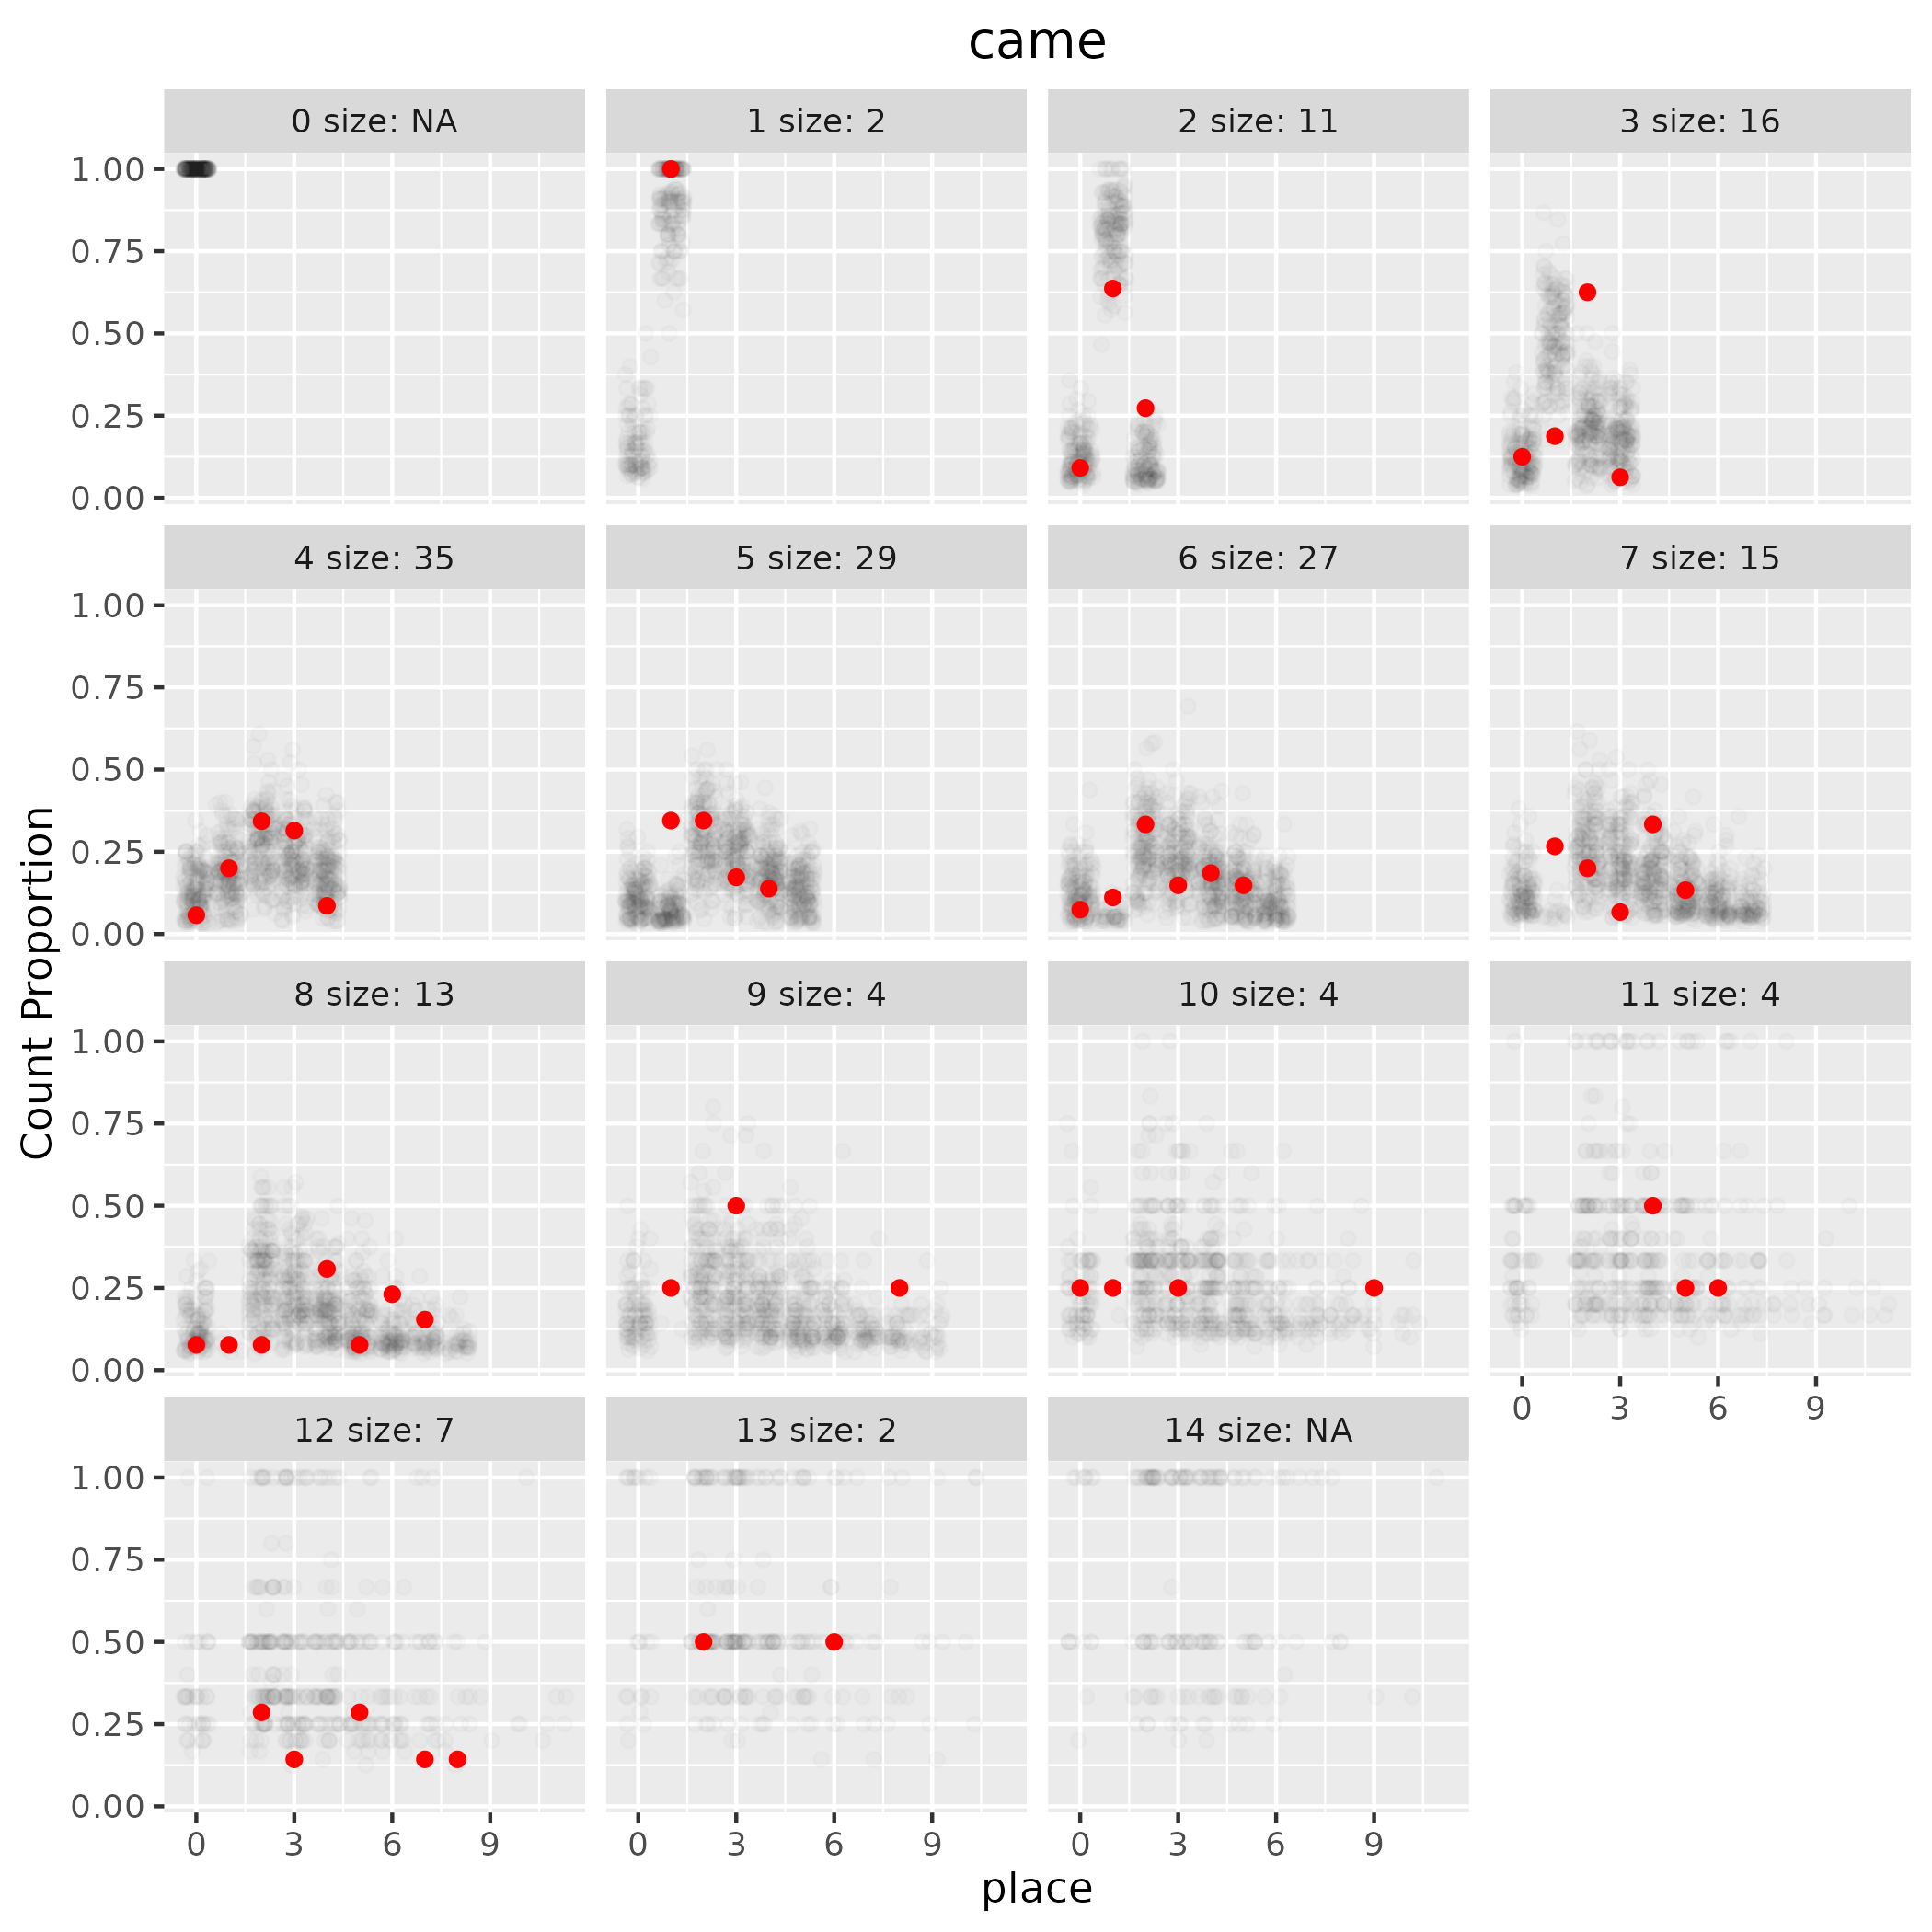 came
0 size: NA
1 size: 2
2 size: 11
3 size: 16
1.00
0.75
0.50
0.25
0.00
4 size: 35
5 size: 29
6 size: 27
7 size: 15
1.00
0.75
0.50
0.25
0.00
Count Proportion
8 size: 13
9 size: 4
10 size: 4
11 size: 4
1.00
0.75
0.50
0.25
0.00
0 3 6 9
12 size: 7
13 size: 2
14 size: NA
1.00
0.75
0.50
0.25
0.00
0 3 6 9
0 3 6 9
0 3 6 9
place